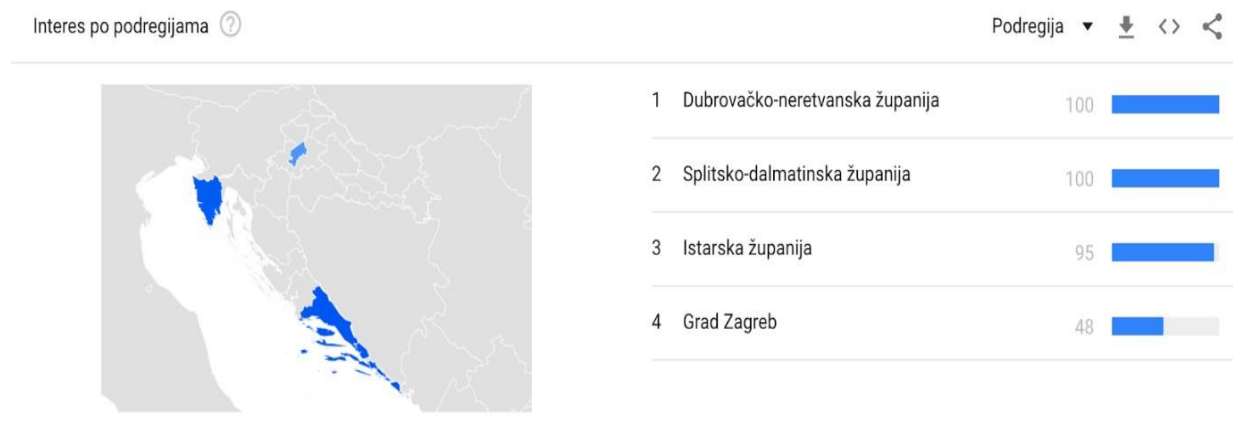 Interes po podregijama ?
Podregija
1 Dubrovačko-neretvanska županija 100
2 Splitsko-dalmatinska županija 100
3 Istarska županija 95
4 Grad Zagreb 48